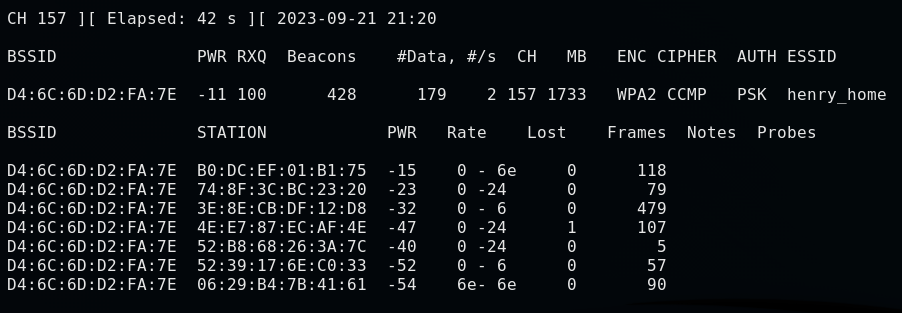 CH 157 ][ Elapsed: 42 s ][ 2023-09-21 21:20
BSSID PWR RXQ Beacons #Data, #/s CH MB ENC CIPHER AUTH ESSID
D4:6C:6D:D2:FA:7E -11 100 428 179 2 157 1733 WPA2 CCMP PSK henry_home
BSSID STATION PWR Rate Lost Frames Notes Probes
D4:6C:6D:D2:FA:7E B0:DC:EF:01:B1:75 -15 0 - 6e 0 118
D4:6C:6D:D2:FA:7E 74:8F:3C:BC:23:20 -23 0 -24 0 79
D4:6C:6D:D2:FA:7E 3E:8E:CB:DF:12:D8 -32 0 - 6 0 479
D4:6C:6D:D2:FA:7E 4E:E7:87:EC:AF:4E -47 0 -24 1 107
D4:6C:6D:D2:FA:7E 52:B8:68:26:3A:7C -40 0 -24 0 5
D4:6C:6D:D2:FA:7E 52:39:17:6E:C0:33 -52 0 - 6 0 57
D4:6C:6D:D2:FA:7E 06:29:B4:7B:41:61 -54 6e- 6e 0 90